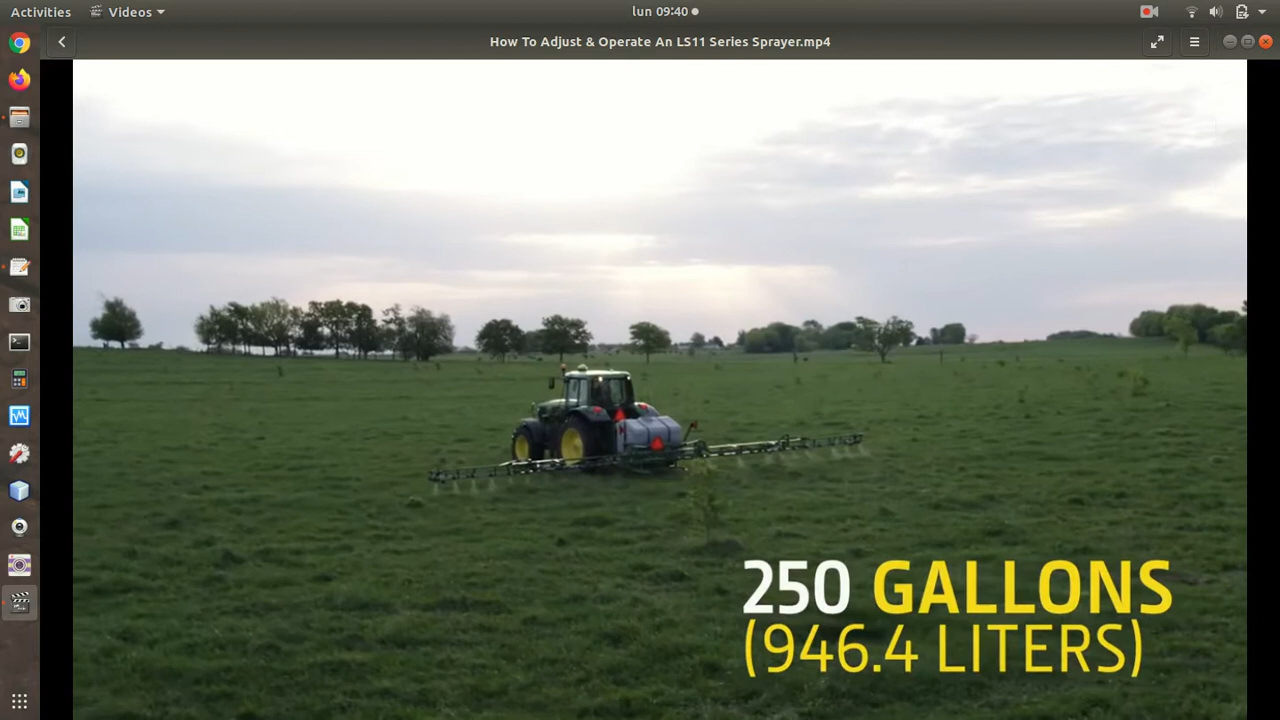 Activities Videos lun 09:40
How To Adjust & Operate An LS11 Series Sprayer.mp4
250 GALLONS
(946.4 LITERS)